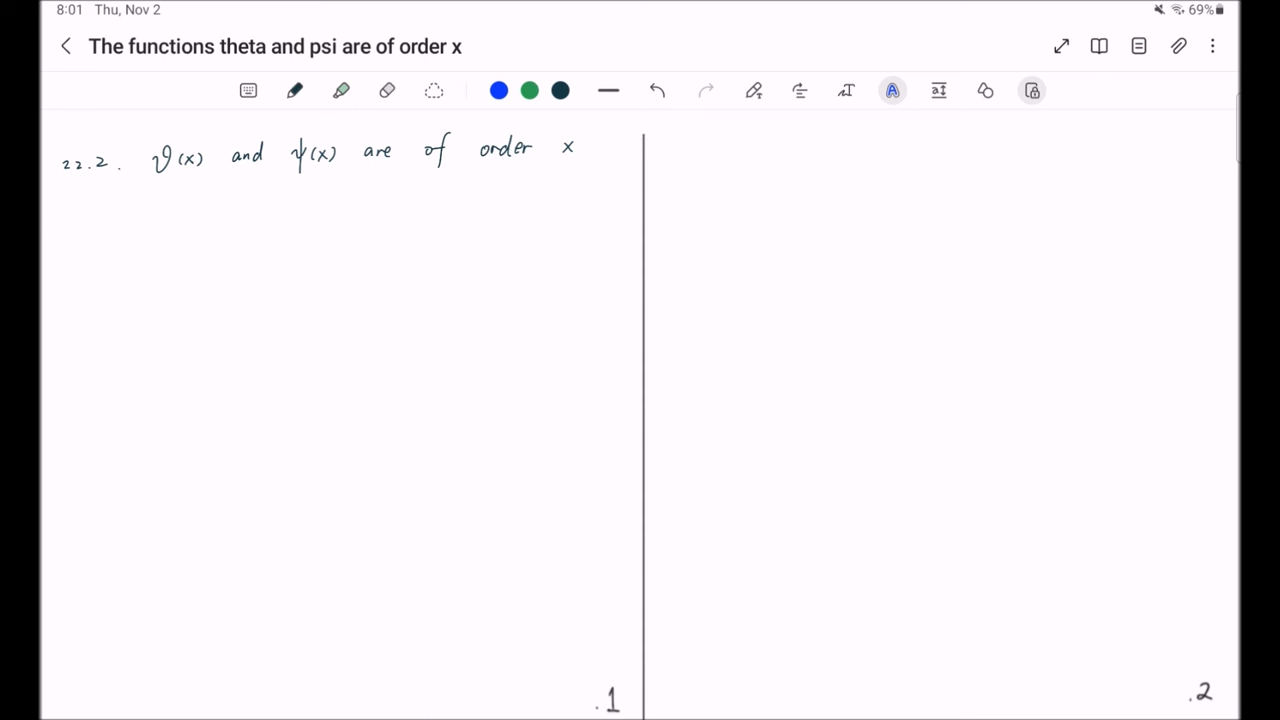 8:01 Thu, Nov 2 69%
The functions theta and psi are of order x
22.2. ϑ(x) and ψ(x) are of order x
.1
.2